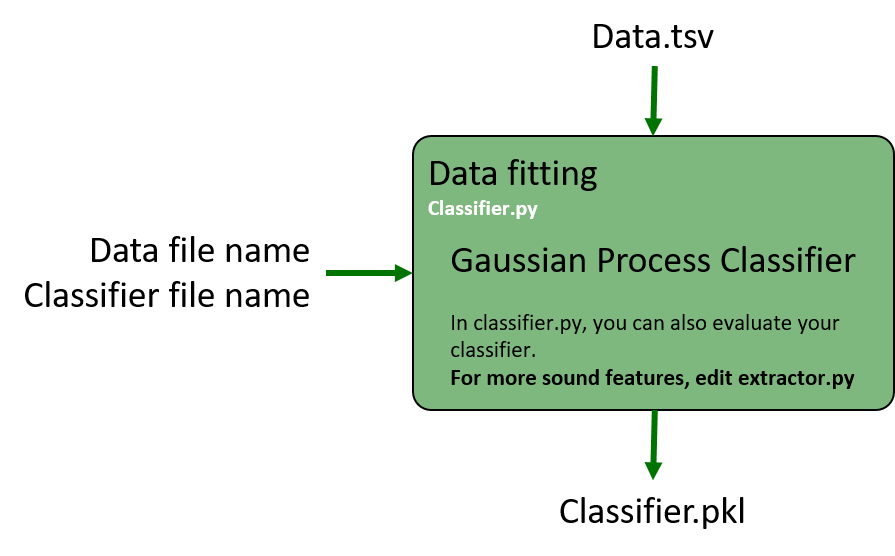 Data.tsv
Data fitting
Classifier.py
Data file name
Classifier file name
Gaussian Process Classifier
In classifier.py, you can also evaluate your
classifier.
For more sound features, edit extractor.py
Classifier.pkl